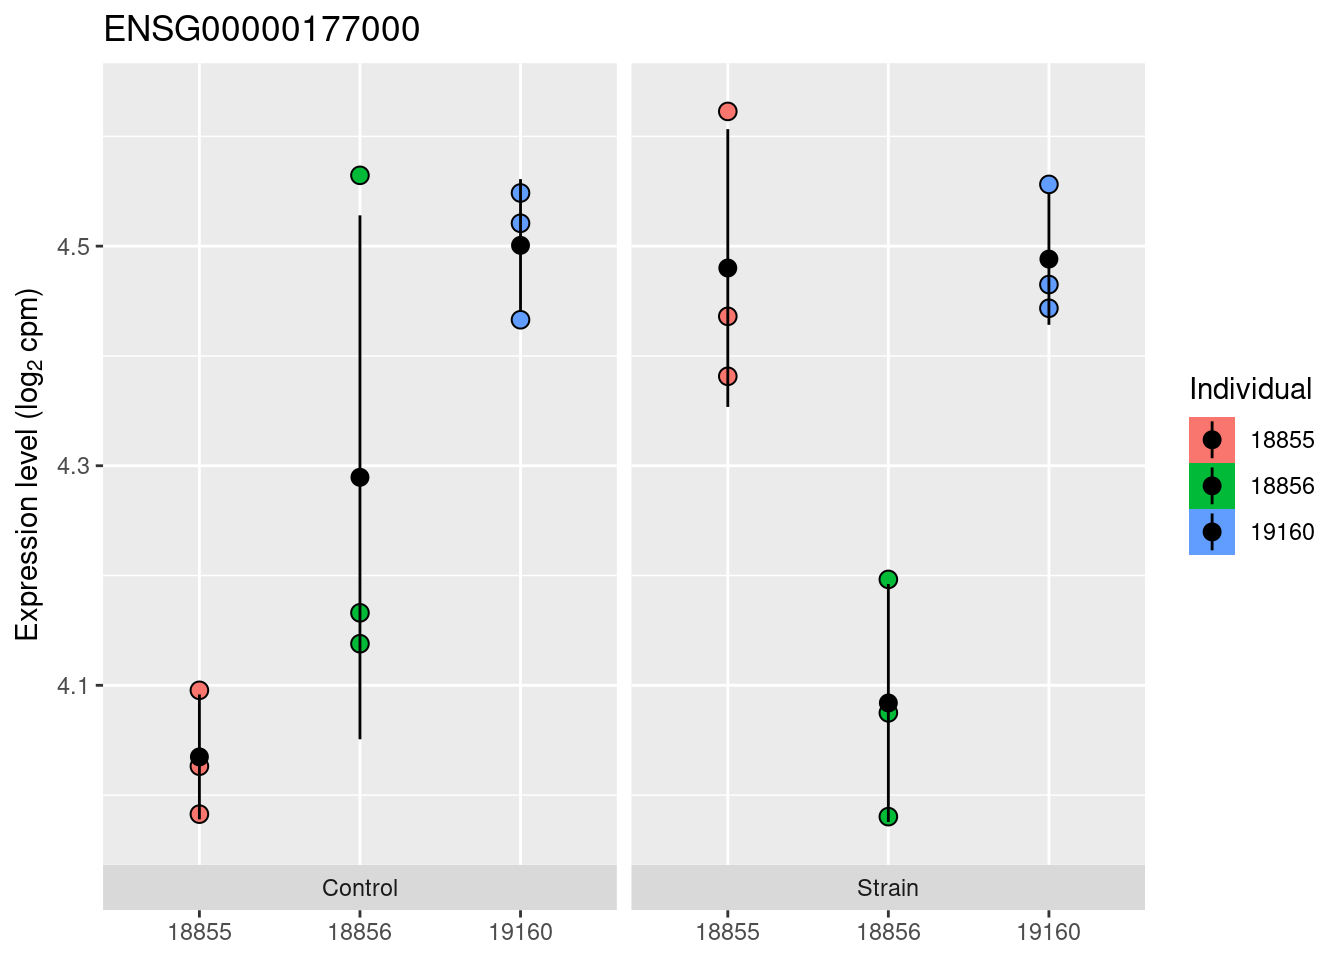 ENSG00000177000
Expression level (log₂ cpm)
4.5
4.3
4.1
Control
Strain
18855
18856
19160
18855
18856
19160
Individual
18855
18856
19160